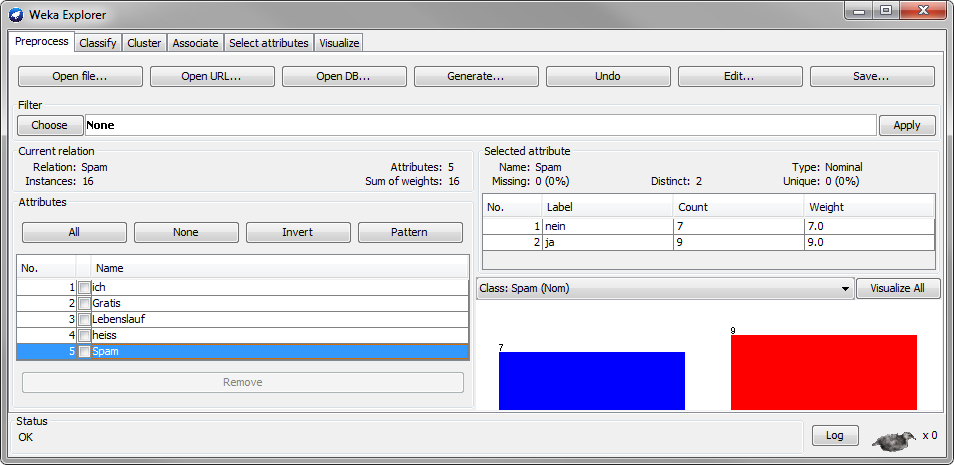 Weka Explorer
Preprocess Classify Cluster Associate Select attributes Visualize
Open file... Open URL... Open DB... Generate... Undo Edit... Save...
Filter
Choose None Apply
Current relation
Relation: Spam Attributes: 5
Instances: 16 Sum of weights: 16
Attributes
All None Invert Pattern
No. Name
1 ich
2 Gratis
3 Lebenslauf
4 heiss
5 Spam
Remove
Selected attribute
Name: Spam Type: Nominal
Missing: 0 (0%) Distinct: 2 Unique: 0 (0%)
No. Label Count Weight
1 nein 7 7.0
2 ja 9 9.0
Class: Spam (Nom) Visualize All
7
9
Status
OK
Log x 0